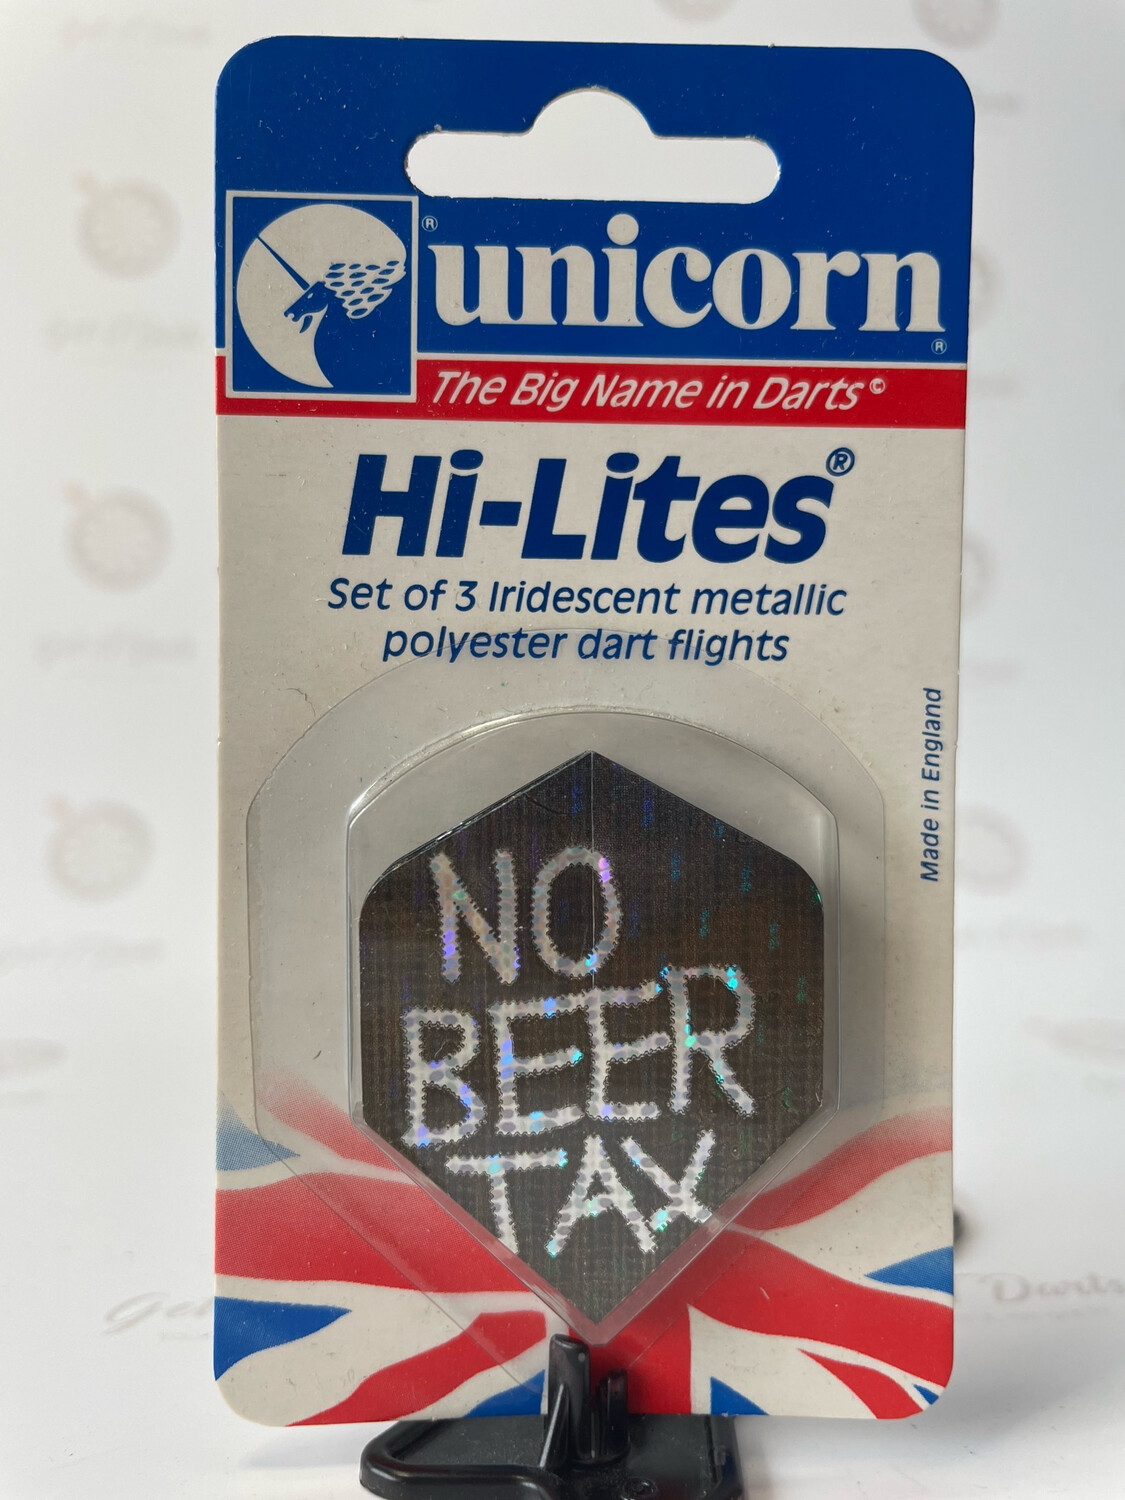 ® unicorn ®
The Big Name in Darts©
Hi-Lites®
Set of 3 Iridescent metallic
polyester dart flights
Made in England
NO
BEER
TAX
Darts